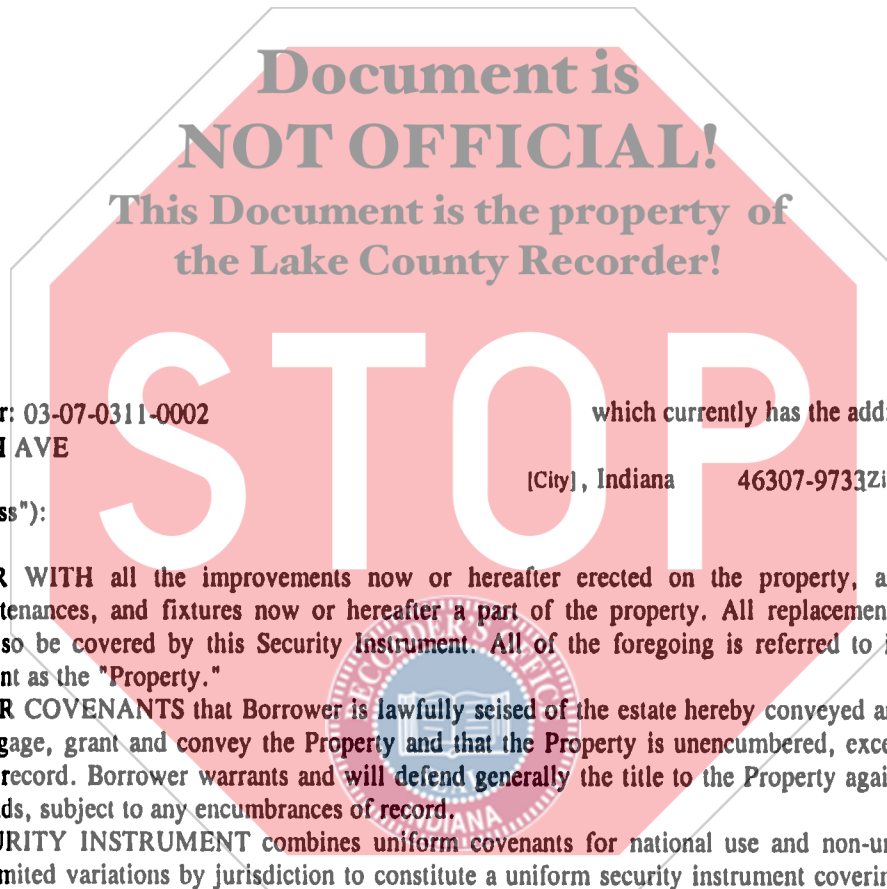 Document is
NOT OFFICIAL!
This Document is the property of
the Lake County Recorder!
STOP
r: 03-07-0311-0002 which currently has the add
AVE
[City], Indiana 46307-9733
ss"):
R WITH all the improvements now or hereafter erected on the property, a
tenances, and fixtures now or hereafter a part of the property. All replacemen
so be covered by this Security Instrument. All of the foregoing is referred to i
nt as the "Property."
R COVENANTS that Borrower is lawfully seised of the estate hereby conveyed a
gage, grant and convey the Property and that the Property is unencumbered, exce
record. Borrower warrants and will defend generally the title to the Property agai
ds, subject to any encumbrances of record.
URITY INSTRUMENT combines uniform covenants for national use and non-u
mited variations by jurisdiction to constitute a uniform security instrument coverin
RECORDER'S OFFICE
INDIANA